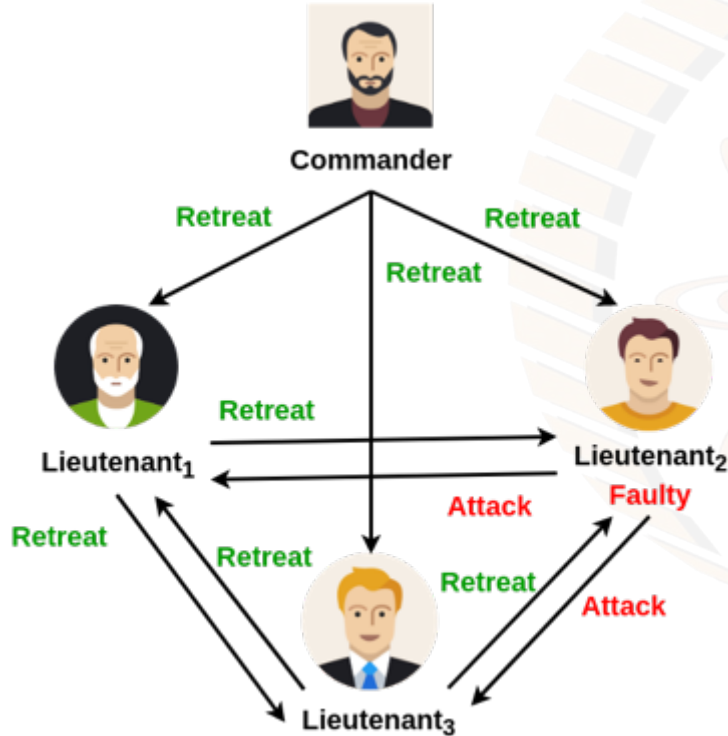 Commander
Retreat
Retreat
Retreat
Retreat
Lieutenant₁
Lieutenant₂
Attack
Faulty
Retreat
Retreat
Retreat
Attack
Lieutenant₃